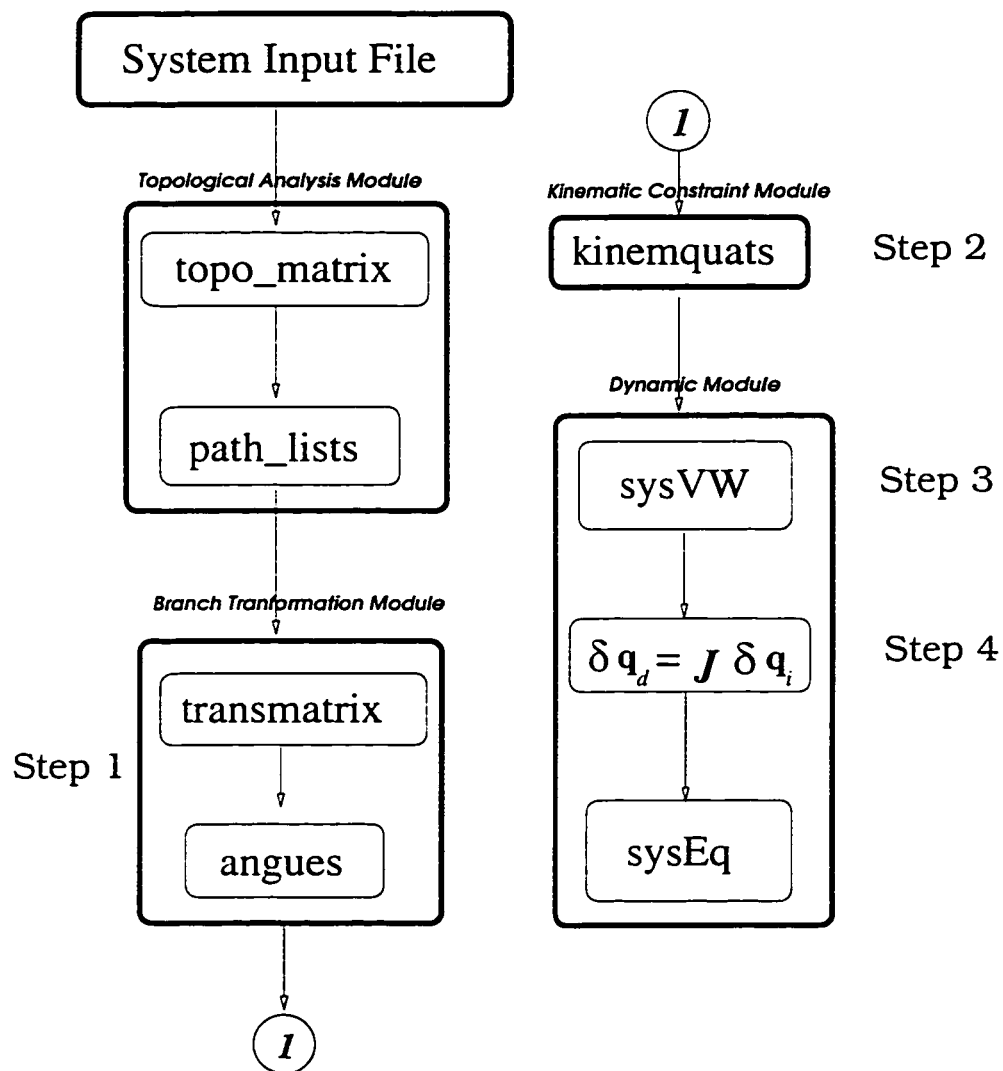 System Input File
Topological Analysis Module
topo_matrix
path_lists
Branch Tranformation Module
transmatrix
Step 1
angues
1
1
Kinematic Constraint Module
kinemquats
Step 2
Dynamic Module
sysVW
Step 3
δ q_d = J δ q_i
Step 4
sysEq